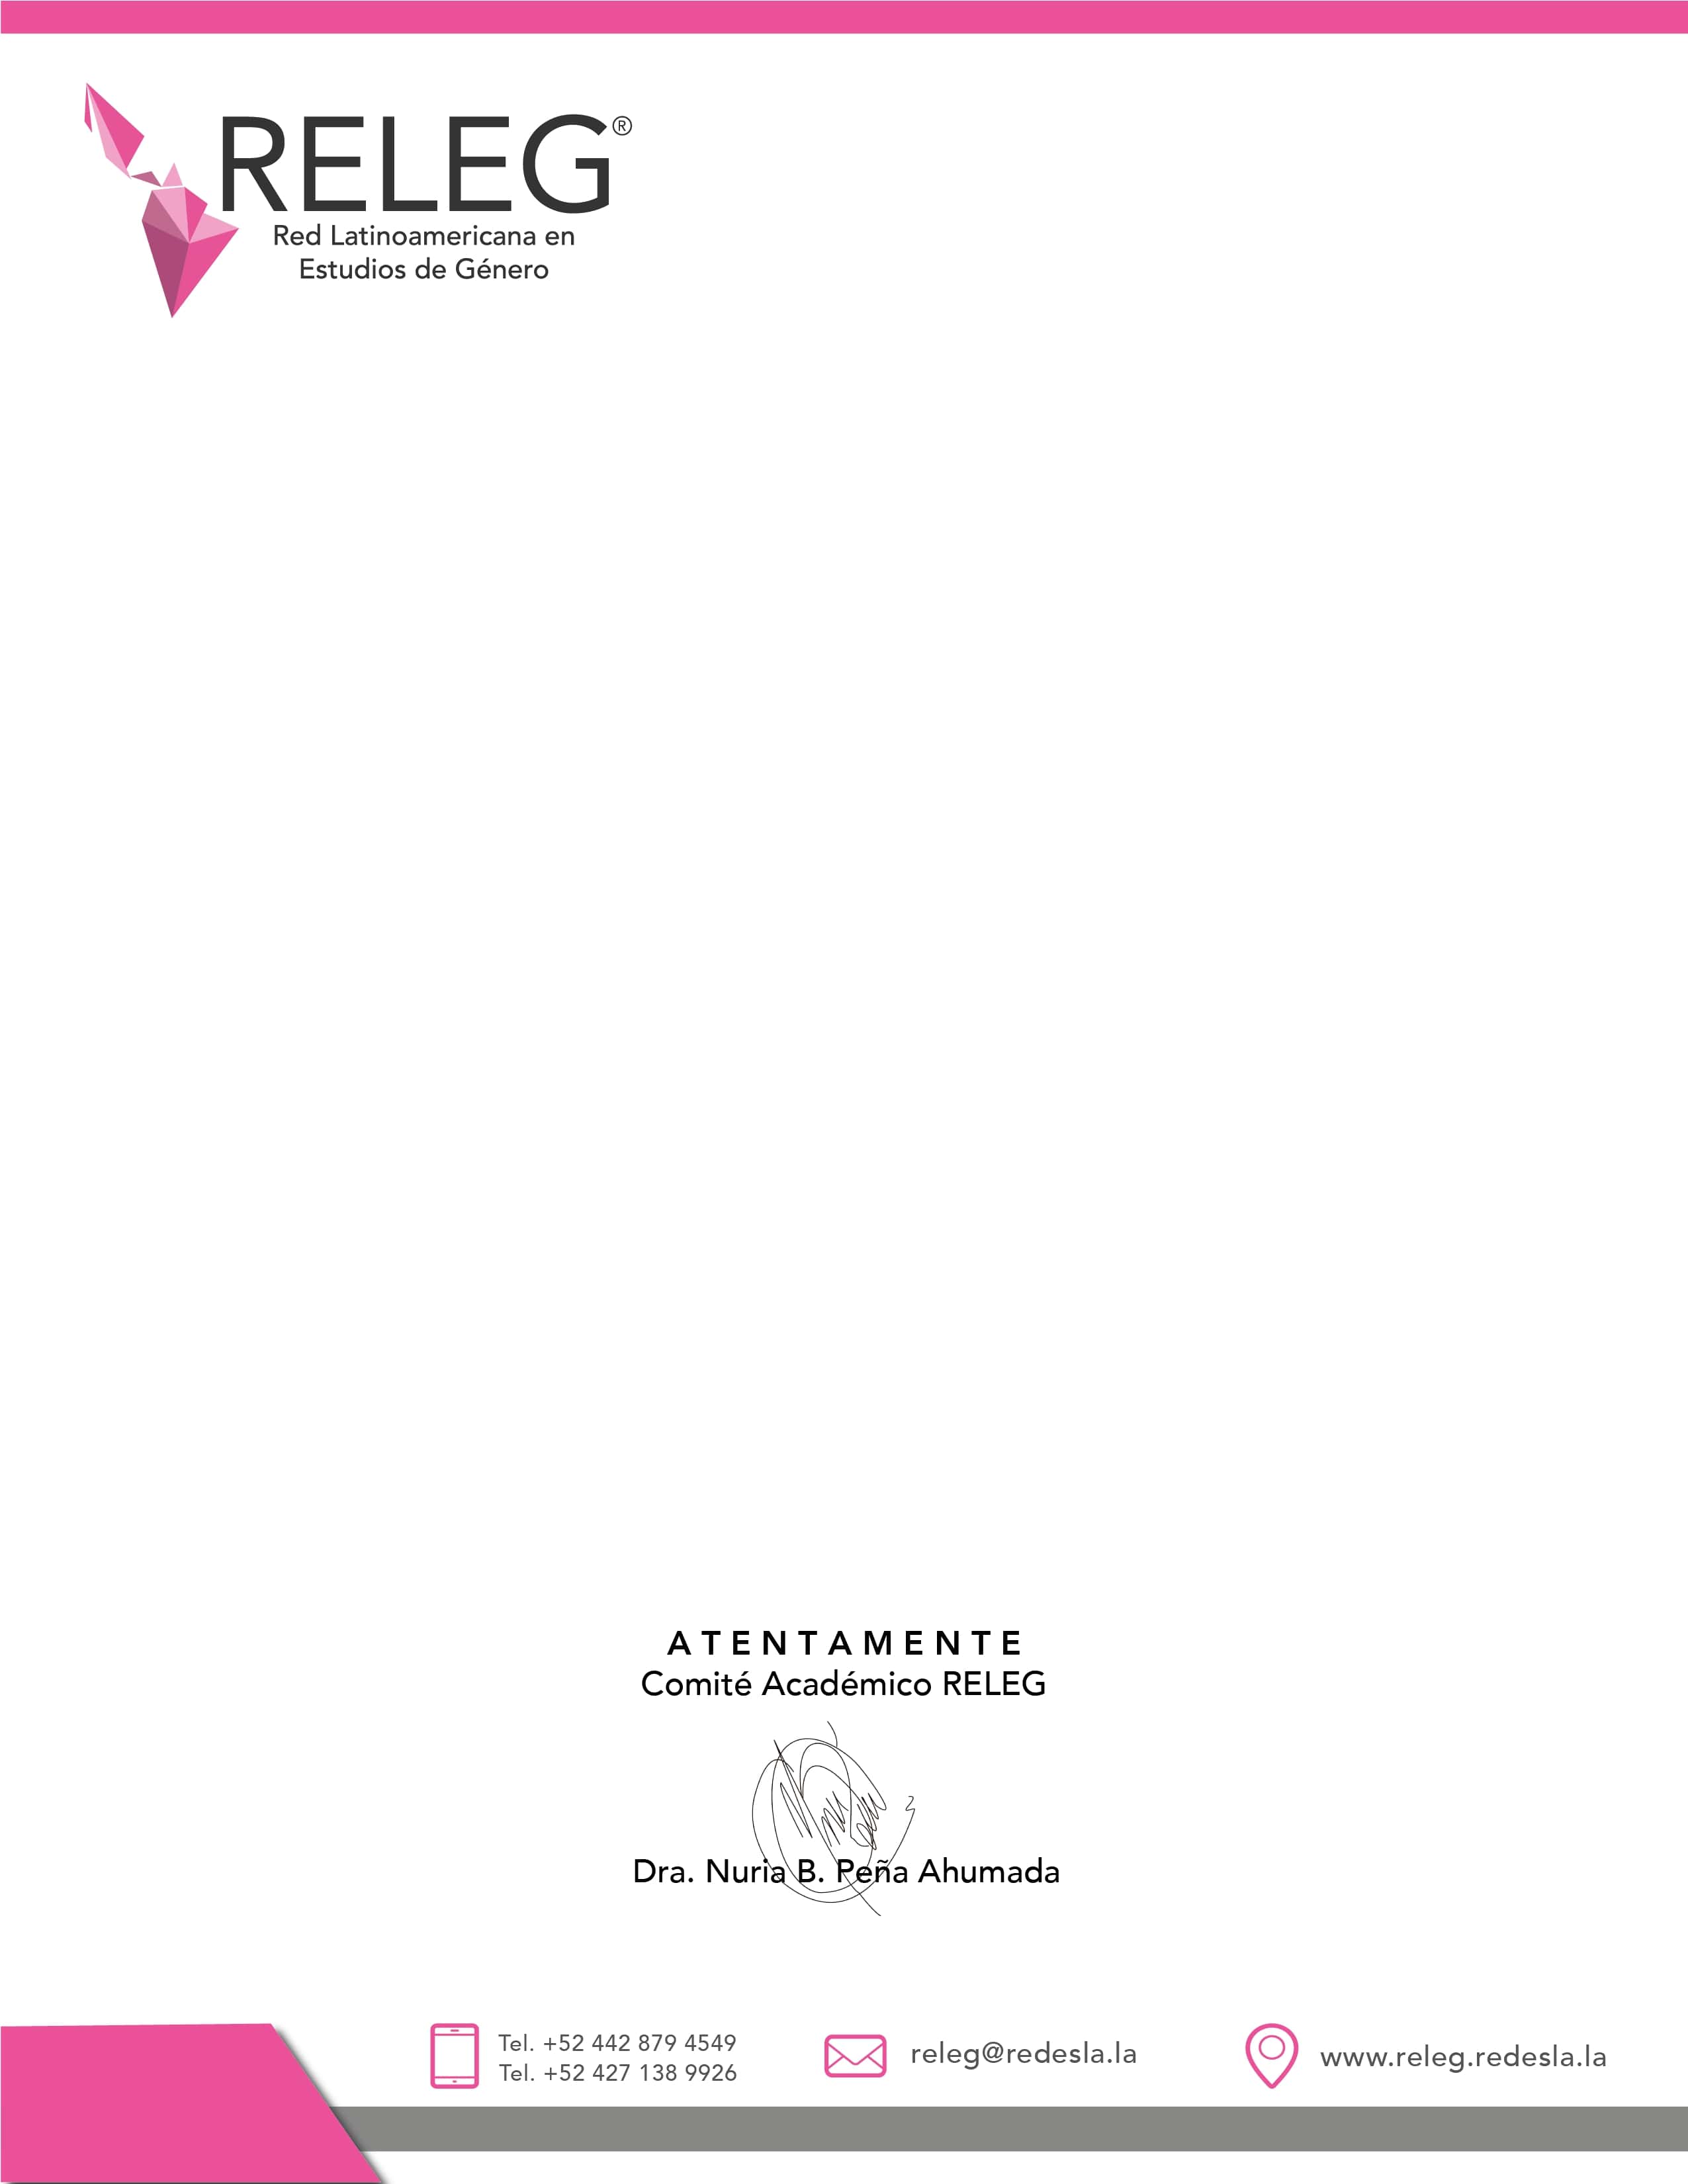 RELEG®
Red Latinoamericana en
Estudios de Género
ATENTAMENTE
Comité Académico RELEG
Dra. Nuria B. Peña Ahumada
Tel. +52 442 879 4549
Tel. +52 427 138 9926
releg@redesla.la
www.releg.redesla.la